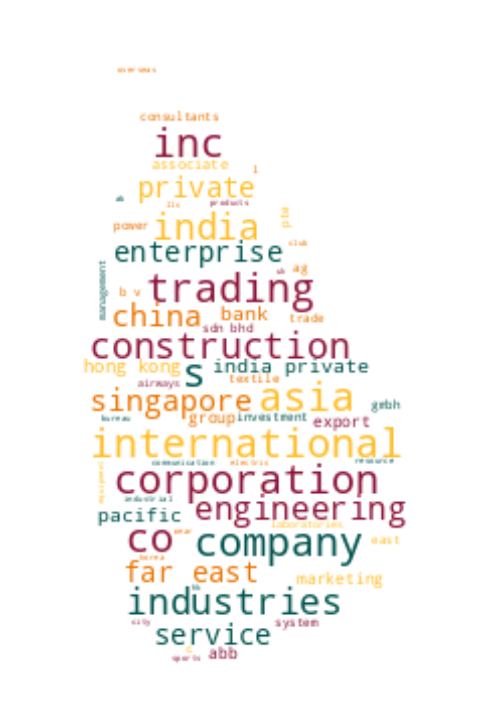 overseas
consultants
inc
associate
l
private
ab
llc
products
pte
power
india
club
enterprise
uk ag
management
b v trading
china bank
trade
sdn bhd
construction
hong kong s india private
airways textile
singapore asia gmbh
bureau group investment export
international
communication electric resource
equipment
corporation
industrial
pacific engineering
laboratories
co company
east
far east
marketing
industries
city system
service
c
sports abb